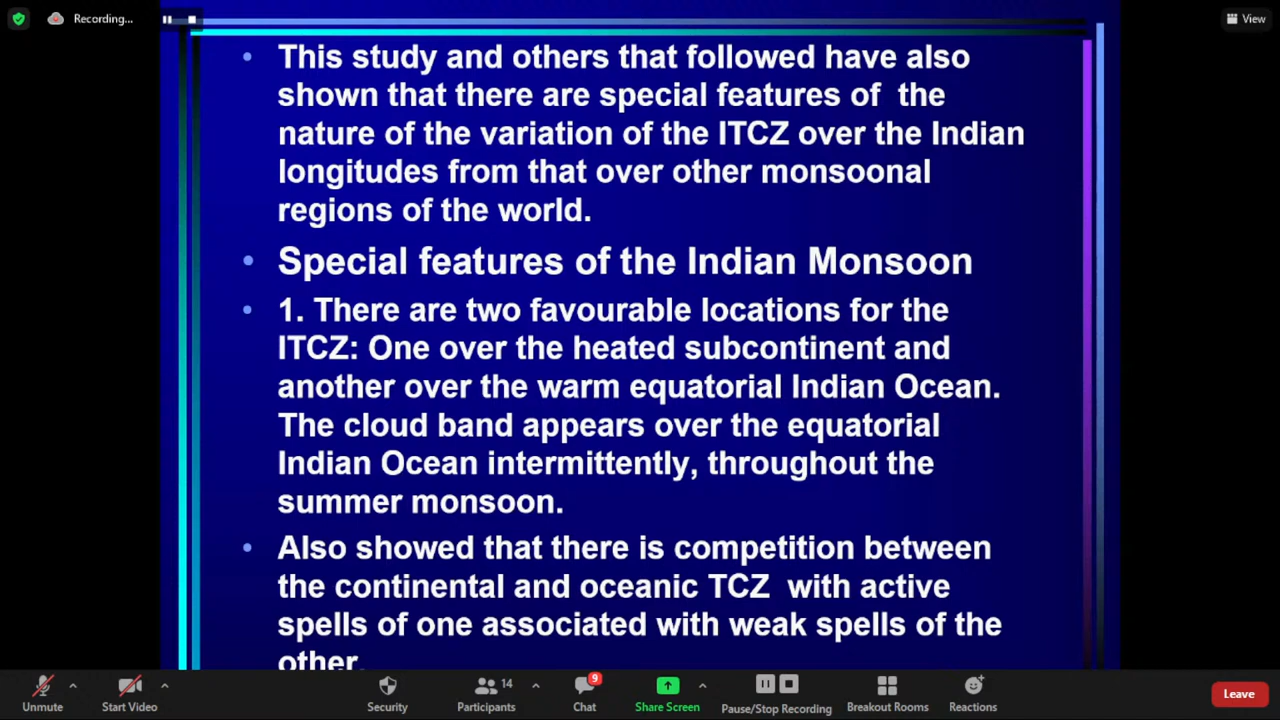 Recording...
View
• This study and others that followed have also
shown that there are special features of the
nature of the variation of the ITCZ over the Indian
longitudes from that over other monsoonal
regions of the world.
• Special features of the Indian Monsoon
• 1. There are two favourable locations for the
ITCZ: One over the heated subcontinent and
another over the warm equatorial Indian Ocean.
The cloud band appears over the equatorial
Indian Ocean intermittently, throughout the
summer monsoon.
• Also showed that there is competition between
the continental and oceanic TCZ with active
spells of one associated with weak spells of the
other.
Unmute
Start Video
Security
14
Participants
9
Chat
Share Screen
Pause/Stop Recording
Breakout Rooms
Reactions
Leave